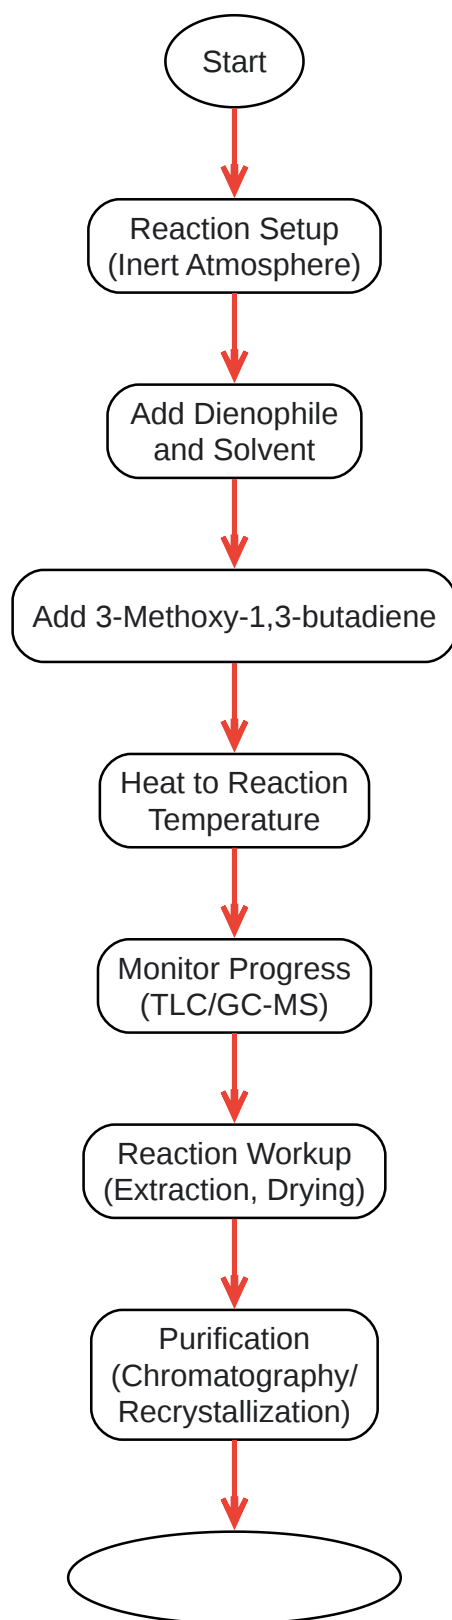 Start
Reaction Setup
(Inert Atmosphere)
Add Dienophile
and Solvent
Add 3-Methoxy-1,3-butadiene
Heat to Reaction
Temperature
Monitor Progress
(TLC/GC-MS)
Reaction Workup
(Extraction, Drying)
Purification
(Chromatography/
Recrystallization)